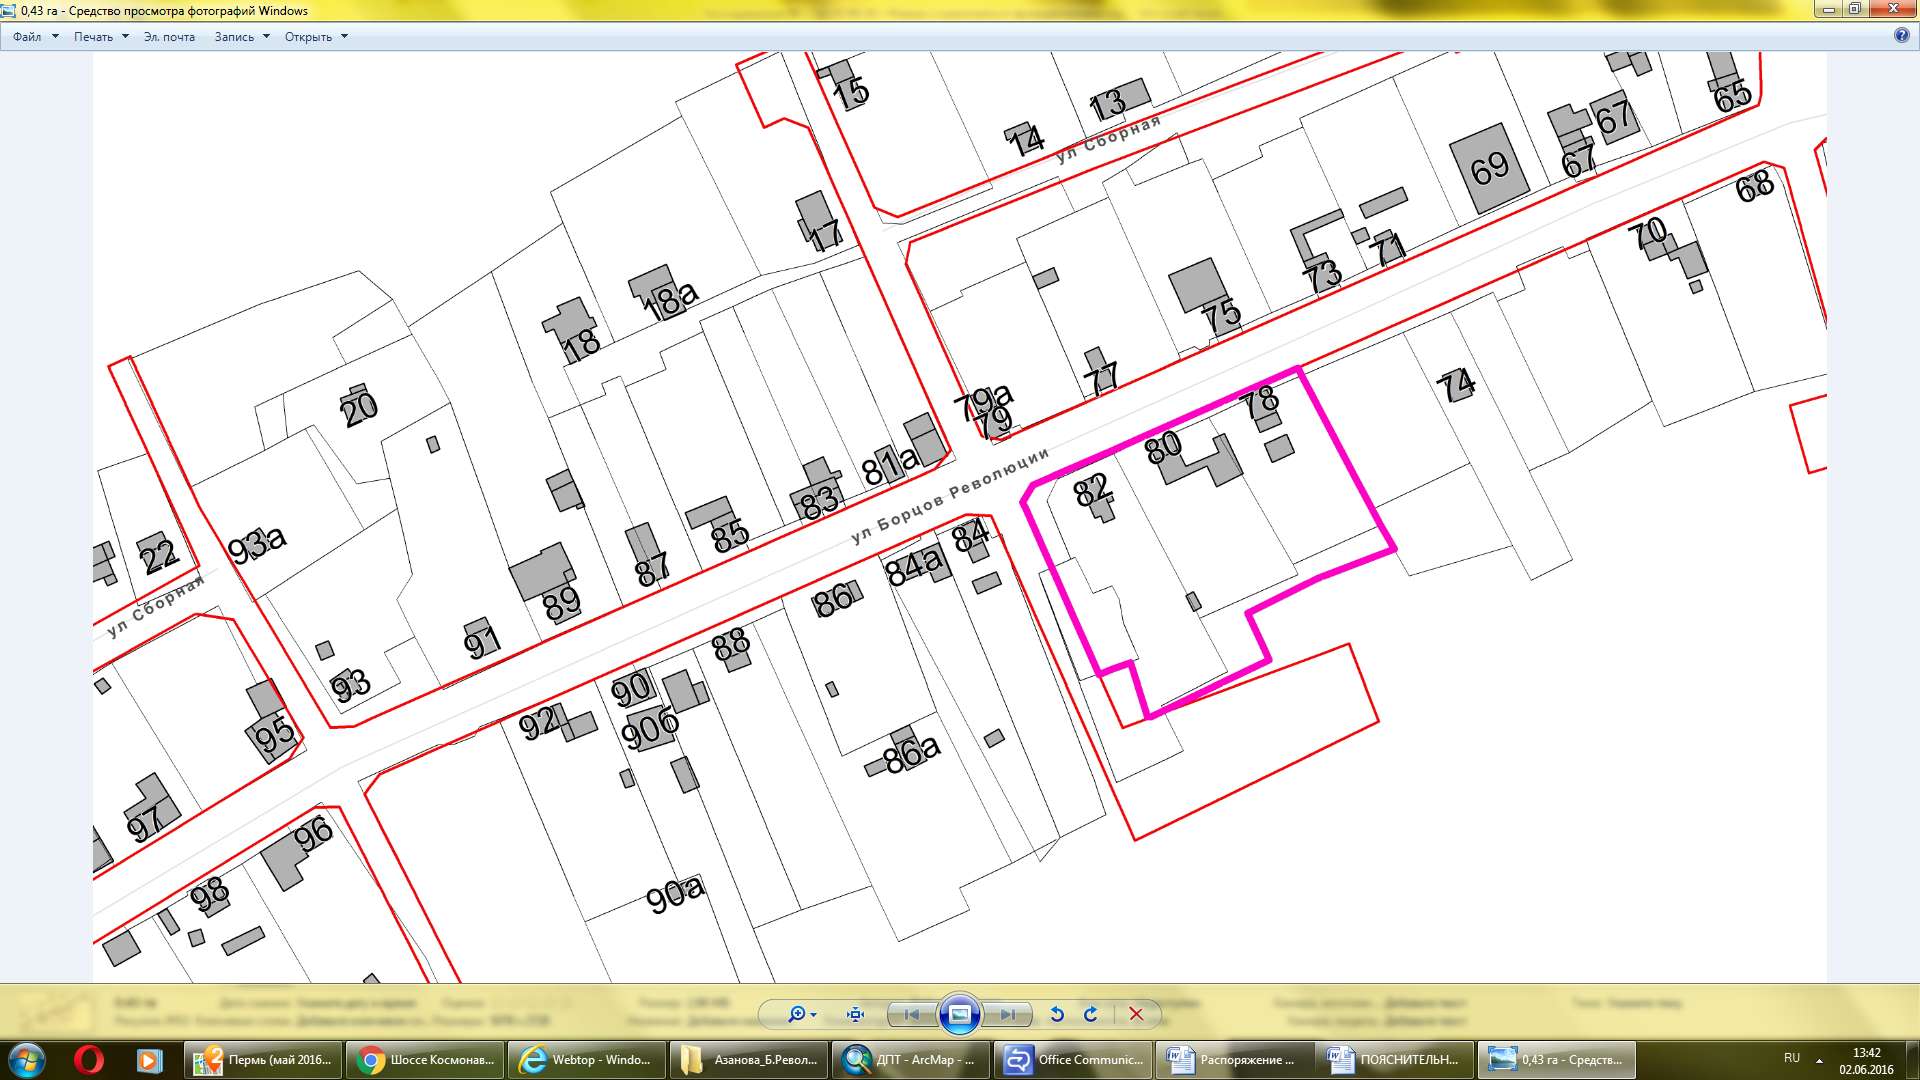 0,43 га - Средство просмотра фотографий Windows
Файл Печать Эл. почта Запись Открыть
15
13
14
ул Сборная
65
67
67
69
68
70
17
71
73
75
18а
18
20
77
79а
79
74
78
80
82
81а
83
85
87
89
91
93
93а
22
ул Сборная
ул Борцов Революции
84
84а
86
88
90
90б
92
86а
95
97
96
98
90а
Пермь (май 2016...
Шоссе Космонав...
Webtop - Windo...
Азанова_Б.Револ...
ДПТ - ArcMap - ...
Office Communic...
Распоряжение ...
ПОЯСНИТЕЛЬН...
0,43 га - Средств...
RU
13:42
02.06.2016